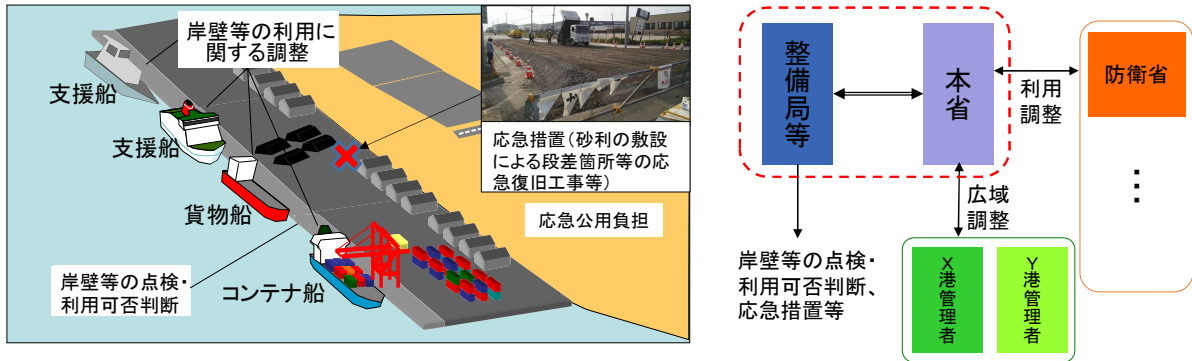 岸壁等の利用に
関する調整
支援船
支援船
貨物船
コンテナ船
岸壁等の点検・
利用可否判断
応急措置(砂利の敷設
による段差箇所等の応
急復旧工事等)
応急公用負担
整備局等
本省
防衛省
利用
調整
広域
調整
岸壁等の点検・
利用可否判断、
応急措置等
X港管理者
Y港管理者
⋮